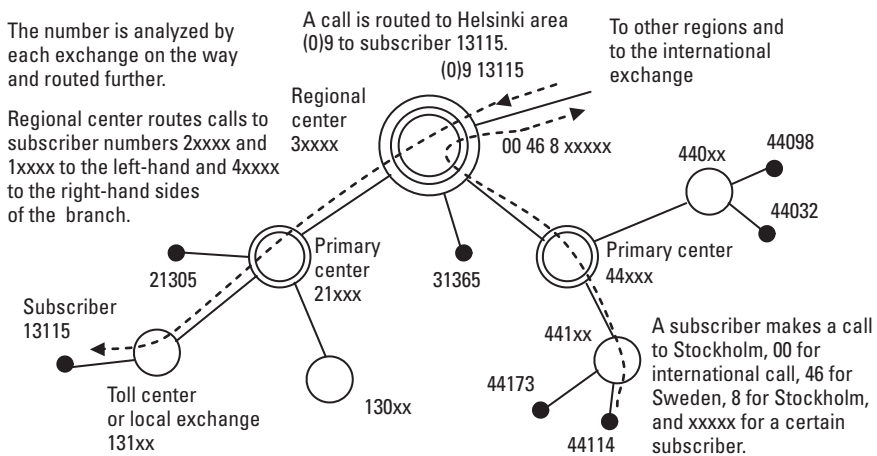 The number is analyzed by
each exchange on the way
and routed further.
Regional center routes calls to
subscriber numbers 2xxxx and
1xxxx to the left-hand and 4xxxx
to the right-hand sides
of the branch.
A call is routed to Helsinki area
(0)9 to subscriber 13115.
(0)9 13115
To other regions and
to the international
exchange
Regional
center
3xxxx
00 46 8 xxxxx
440xx
44098
44032
21305
Primary
center
21xxx
31365
Primary center
44xxx
Subscriber
13115
Toll center
or local exchange
131xx
130xx
441xx
44173
44114
A subscriber makes a call
to Stockholm, 00 for
international call, 46 for
Sweden, 8 for Stockholm,
and xxxxx for a certain
subscriber.